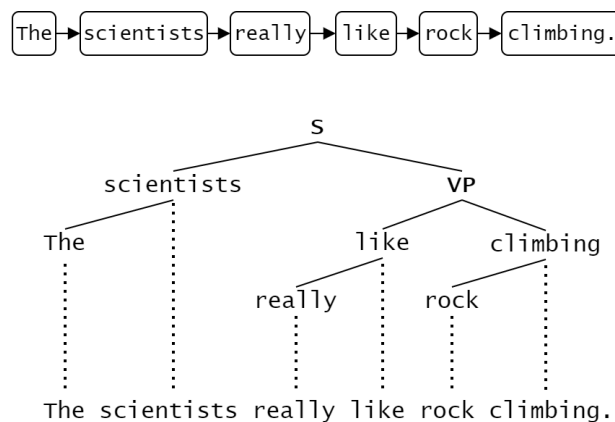 The scientists really like rock climbing.
S
scientists VP
The like climbing
really rock
The scientists really like rock climbing.